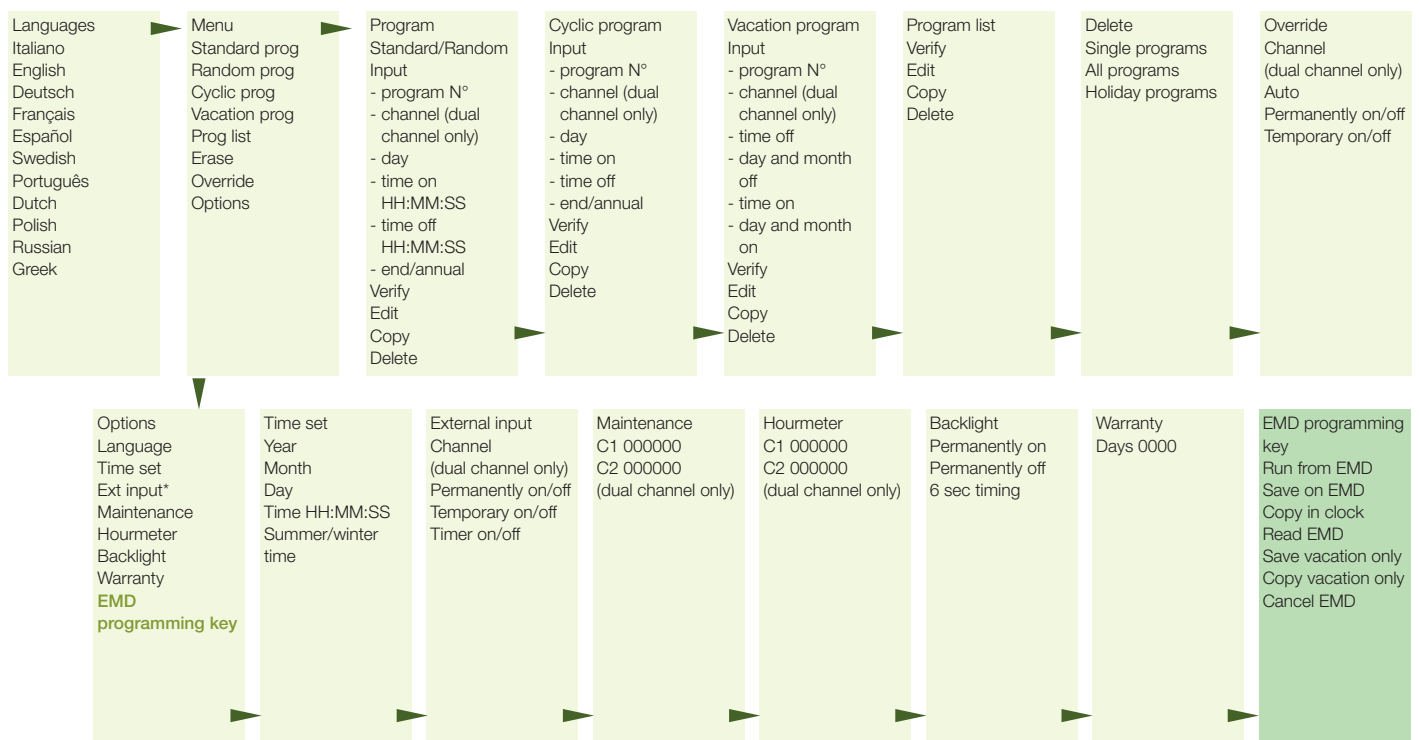 Languages
Italiano
English
Deutsch
Français
Español
Swedish
Português
Dutch
Polish
Russian
Greek
Menu
Standard prog
Random prog
Cyclic prog
Vacation prog
Prog list
Erase
Override
Options
Program
Standard/Random
Input
- program N°
- channel (dual
channel only)
- day
- time on
HH:MM:SS
- time off
HH:MM:SS
- end/annual
Verify
Edit
Copy
Delete
Cyclic program
Input
- program N°
- channel (dual
channel only)
- day
- time on
- time off
- end/annual
Verify
Edit
Copy
Delete
Vacation program
Input
- program N°
- channel (dual
channel only)
- time off
- day and month
off
- time on
- day and month
on
Verify
Edit
Copy
Delete
Program list
Verify
Edit
Copy
Delete
Delete
Single programs
All programs
Holiday programs
Override
Channel
(dual channel only)
Auto
Permanently on/off
Temporary on/off
Options
Language
Time set
Ext input*
Maintenance
Hourmeter
Backlight
Warranty
EMD
programming key
Time set
Year
Month
Day
Time HH:MM:SS
Summer/winter
time
External input
Channel
(dual channel only)
Permanently on/off
Temporary on/off
Timer on/off
Maintenance
C1 000000
C2 000000
(dual channel only)
Hourmeter
C1 000000
C2 000000
(dual channel only)
Backlight
Permanently on
Permanently off
6 sec timing
Warranty
Days 0000
EMD programming
key
Run from EMD
Save on EMD
Copy in clock
Read EMD
Save vacation only
Copy vacation only
Cancel EMD